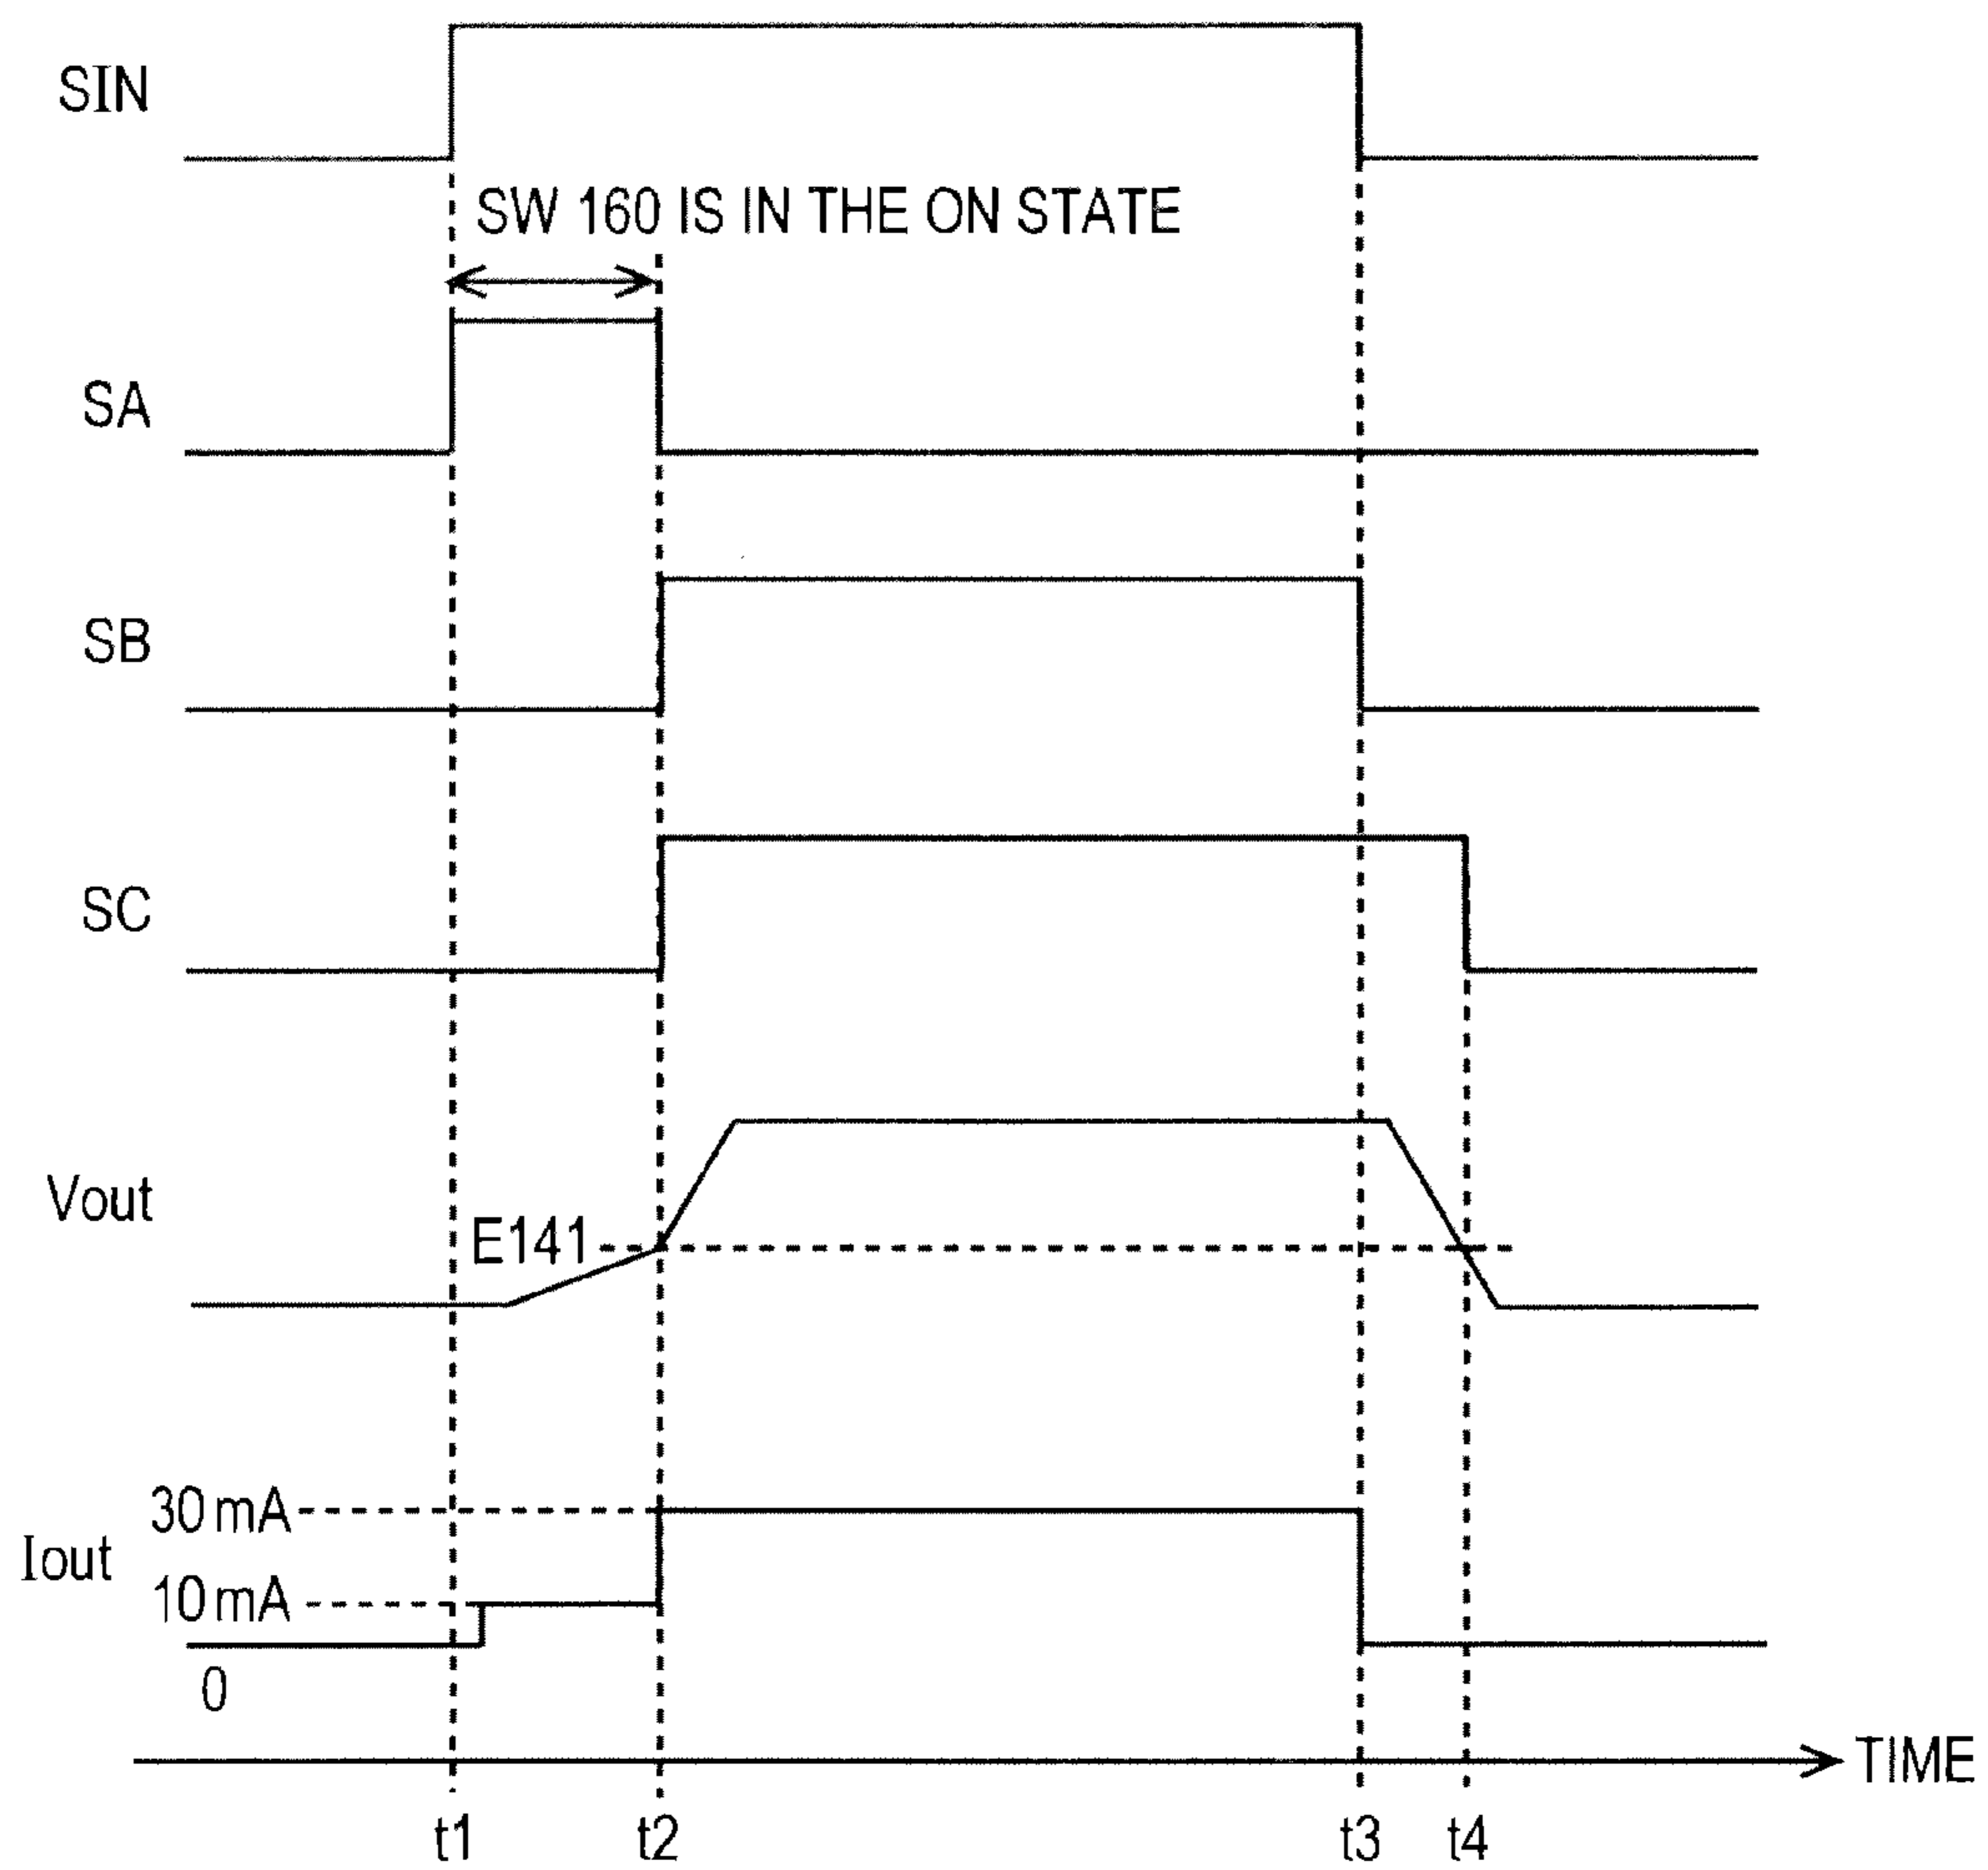 SIN
SW 160 IS IN THE ON STATE
SA
SB
SC
Vout
E141
30 mA
Iout
10 mA
0
TIME
t1 t2 t3 t4